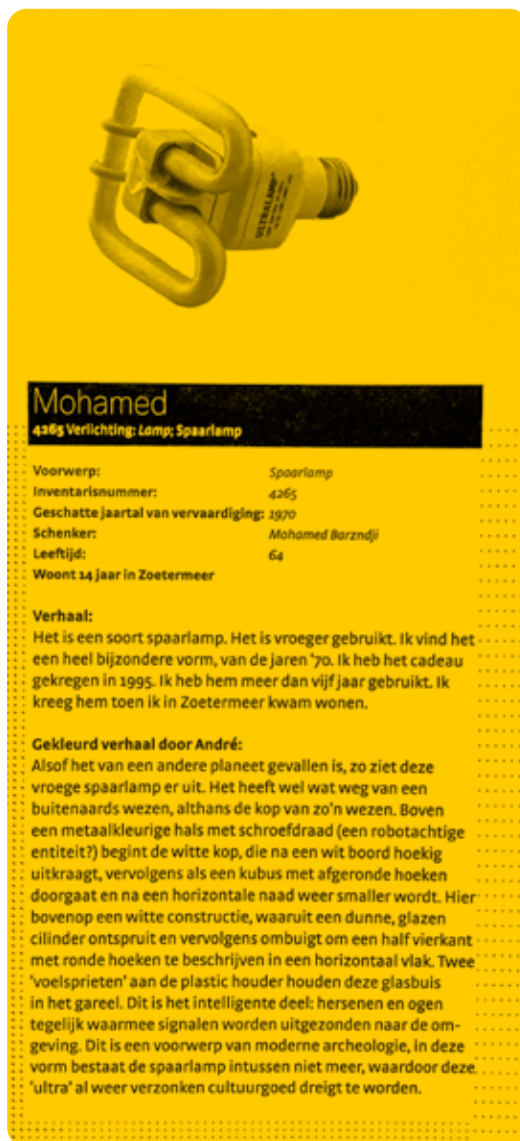 ULTRALAMP
Mohamed
4265 Verlichting: Lamp; Spaarlamp
Voorwerp: Spaarlamp
Inventarisnummer: 4265
Geschatte jaartal van vervaardiging: 1970
Schenker: Mohamed Barzndji
Leeftijd: 64
Woont 14 jaar in Zoetermeer
Verhaal:
Het is een soort spaarlamp. Het is vroeger gebruikt. Ik vind het
een heel bijzondere vorm, van de jaren ’70. Ik heb het cadeau
gekregen in 1995. Ik heb hem meer dan vijf jaar gebruikt. Ik
kreeg hem toen ik in Zoetermeer kwam wonen.
Gekleurd verhaal door André:
Alsof het van een andere planeet gevallen is, zo ziet deze
vroege spaarlamp er uit. Het heeft wel wat weg van een
buitenaards wezen, althans de kop van zo’n wezen. Boven
een metaalkleurige hals met schroefdraad (een robotachtige
entiteit?) begint de witte kop, die na een wit boord hoekig
uitkraagt, vervolgens als een kubus met afgeronde hoeken
doorgaat en na een horizontale naad weer smaller wordt. Hier
bovenop een witte constructie, waaruit een dunne, glazen
cilinder ontspruit en vervolgens ombuigt om een half vierkant
met ronde hoeken te beschrijven in een horizontaal vlak. Twee
‘voelsprieten’ aan de plastic houder houden deze glasbuis
in het gareel. Dit is het intelligente deel: hersenen en ogen
tegelijk waarmee signalen worden uitgezonden naar de om-
geving. Dit is een voorwerp van moderne archeologie, in deze
vorm bestaat de spaarlamp intussen niet meer, waardoor deze
‘ultra’ al weer verzonken cultuurgoed dreigt te worden.